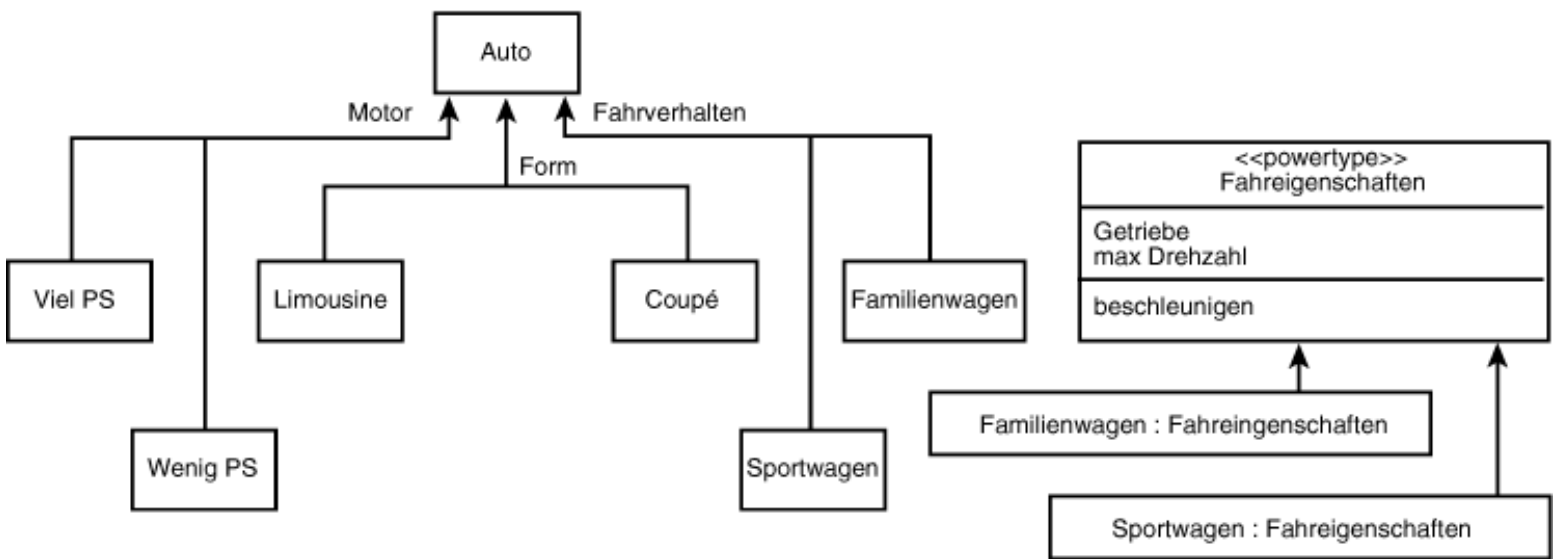 Auto
Motor
Fahrverhalten
Form
Viel PS
Limousine
Coupé
Familienwagen
Wenig PS
Sportwagen
<<powertype>>
Fahreigenschaften
Getriebe
max Drehzahl
beschleunigen
Familienwagen : Fahreingenschaften
Sportwagen : Fahreigenschaften